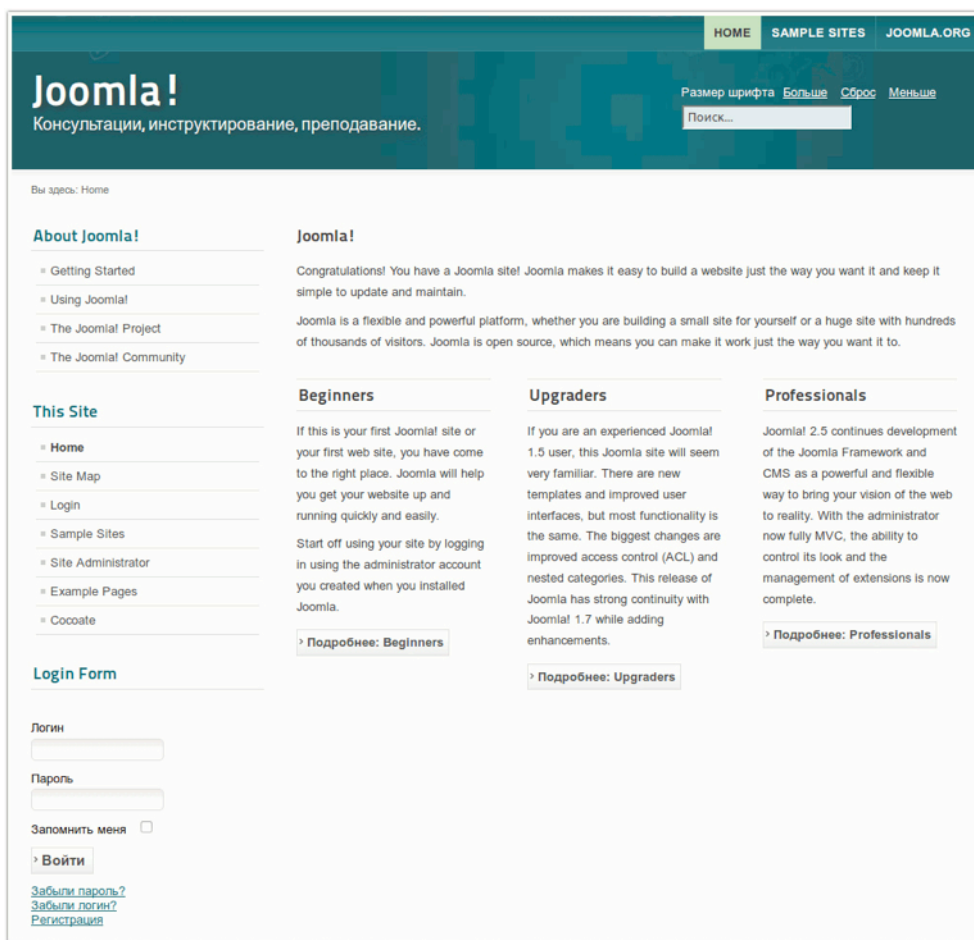 HOME SAMPLE SITES JOOMLA.ORG
Joomla!
Консультации, инструктирование, преподавание.
Размер шрифта Больше Сброс Меньше
Поиск...
Вы здесь: Home
About Joomla!
Getting Started
Using Joomla!
The Joomla! Project
The Joomla! Community
This Site
Home
Site Map
Login
Sample Sites
Site Administrator
Example Pages
Cocoate
Login Form
Логин
Пароль
Запомнить меня
Войти
Забыли пароль?
Забыли логин?
Регистрация
Joomla!
Congratulations! You have a Joomla site! Joomla makes it easy to build a website just the way you want it and keep it
simple to update and maintain.
Joomla is a flexible and powerful platform, whether you are building a small site for yourself or a huge site with hundreds
of thousands of visitors. Joomla is open source, which means you can make it work just the way you want it to.
Beginners
If this is your first Joomla! site or
your first web site, you have come
to the right place. Joomla will help
you get your website up and
running quickly and easily.
Start off using your site by logging
in using the administrator account
you created when you installed
Joomla.
Подробнее: Beginners
Upgraders
If you are an experienced Joomla!
1.5 user, this Joomla site will seem
very familiar. There are new
templates and improved user
interfaces, but most functionality is
the same. The biggest changes are
improved access control (ACL) and
nested categories. This release of
Joomla has strong continuity with
Joomla! 1.7 while adding
enhancements.
Подробнее: Upgraders
Professionals
Joomla! 2.5 continues development
of the Joomla Framework and
CMS as a powerful and flexible
way to bring your vision of the web
to reality. With the administrator
now fully MVC, the ability to
control its look and the
management of extensions is now
complete.
Подробнее: Professionals